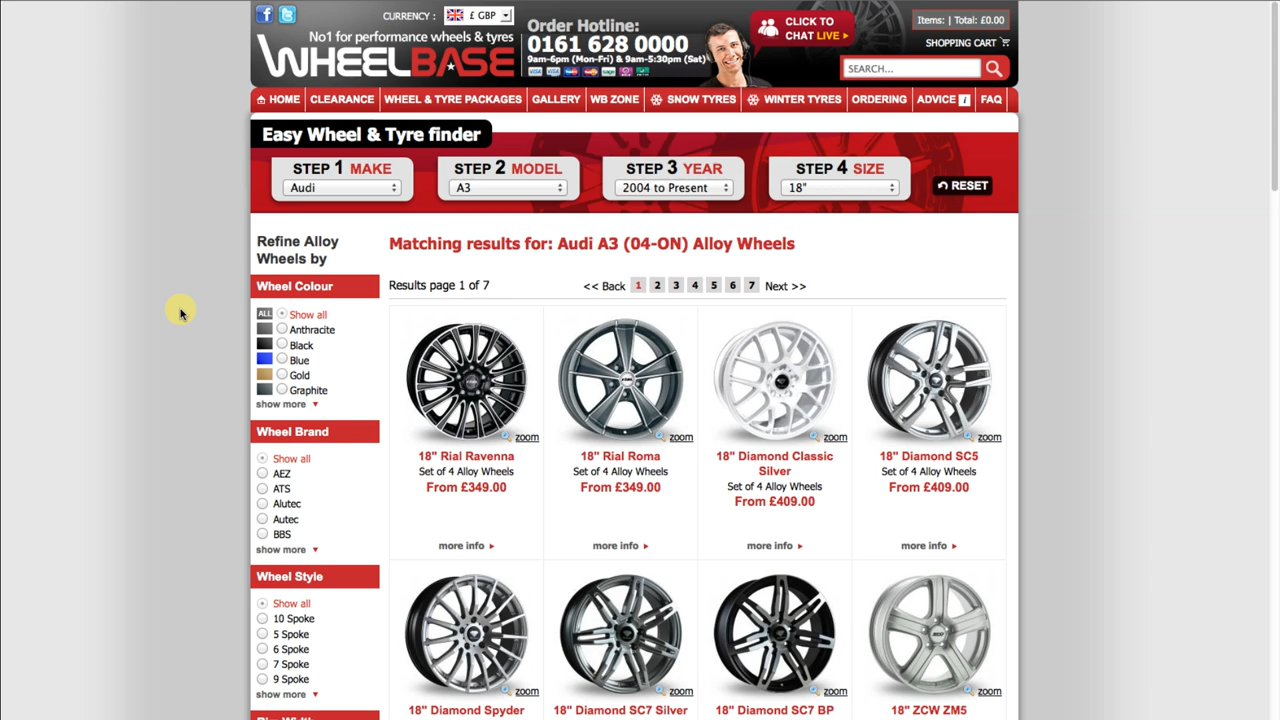 CURRENCY : £ GBP
No1 for performance wheels & tyres
WHEELBASE
Order Hotline:
0161 628 0000
9am-6pm (Mon-Fri) & 9am-5:30pm (Sat)
CLICK TO
CHAT LIVE
Items: | Total: £0.00
SHOPPING CART
SEARCH...
HOME CLEARANCE WHEEL & TYRE PACKAGES GALLERY WB ZONE SNOW TYRES WINTER TYRES ORDERING ADVICE i FAQ
Easy Wheel & Tyre finder
STEP 1 MAKE STEP 2 MODEL STEP 3 YEAR STEP 4 SIZE
Audi A3 2004 to Present 18" RESET
Refine Alloy
Wheels by
Wheel Colour
ALL Show all
Anthracite
Black
Blue
Gold
Graphite
show more
Wheel Brand
Show all
AEZ
ATS
Alutec
Autec
BBS
show more
Wheel Style
Show all
10 Spoke
5 Spoke
6 Spoke
7 Spoke
9 Spoke
show more
Matching results for: Audi A3 (04-ON) Alloy Wheels
Results page 1 of 7 << Back 1 2 3 4 5 6 7 Next >>
zoom zoom zoom zoom
18" Rial Ravenna
Set of 4 Alloy Wheels
From £349.00
more info
18" Rial Roma
Set of 4 Alloy Wheels
From £349.00
more info
18" Diamond Classic
Silver
Set of 4 Alloy Wheels
From £409.00
more info
18" Diamond SC5
Set of 4 Alloy Wheels
From £409.00
more info
zoom zoom zoom zoom
18" Diamond Spyder 18" Diamond SC7 Silver 18" Diamond SC7 BP 18" ZCW ZM5